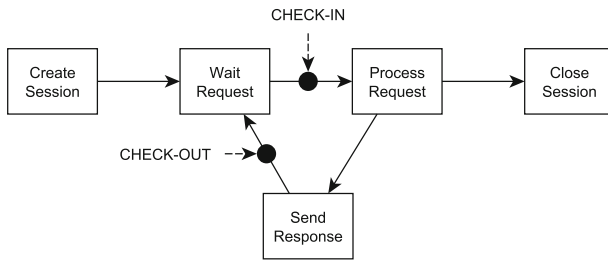 CHECK-IN
Create
Session
Wait
Request
Process
Request
Close
Session
CHECK-OUT
Send
Response